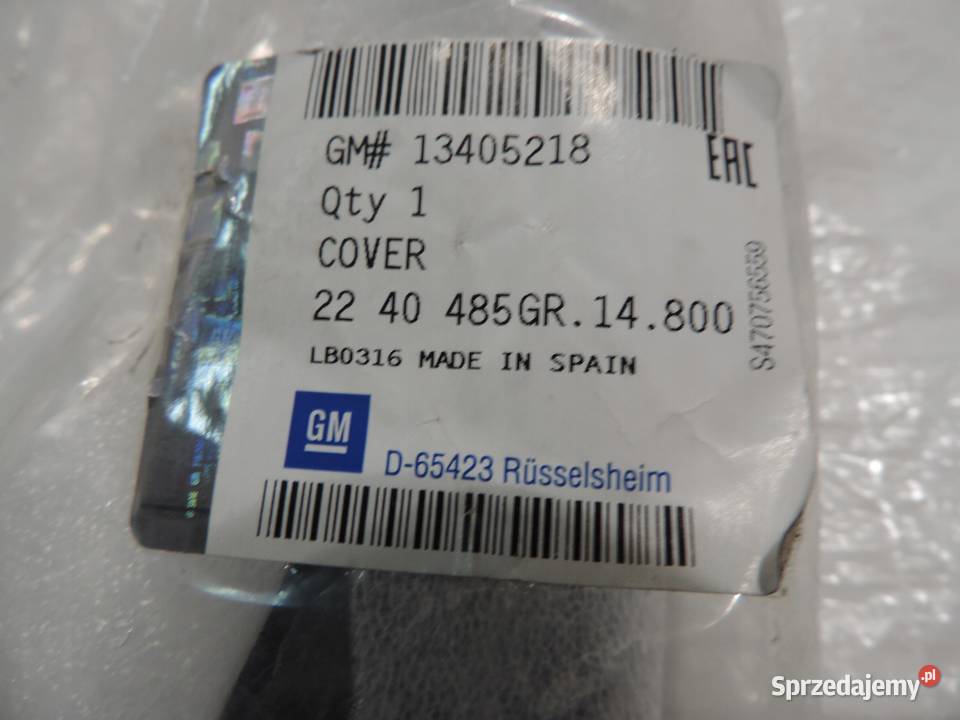 GM# 13405218
EAC
Qty 1
COVER
22 40 485GR.14.800
LB0316 MADE IN SPAIN
S470756559
GM
D-65423 Rüsselsheim
Sprzedajemy.pl